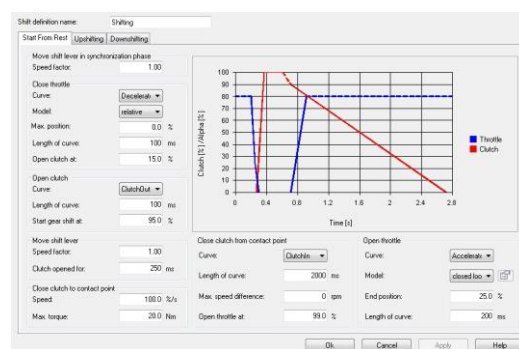 Shift definition name: Shifting
Start From Rest Upshifting Downshifting
Move shift lever in synchronization phase
Speed factor: 1.00
Close throttle
Curve: Decelerati
Model: relative
Max. position: 0.0 %
Length of curve: 100 ms
Open clutch at: 15.0 %
Open clutch
Curve: ClutchOut
Length of curve: 100 ms
Start gear shift at: 95.0 %
Move shift lever
Speed factor: 1.00
Clutch opened for: 250 ms
Close clutch to contact point
Speed: 100.0 %/s
Max. torque: 20.0 Nm
Clutch [%] //Alpha [%]
100
90
80
70
60
50
40
30
20
10
0
0 0.4 0.8 1.2 1.6 2 2.4 2.8
Time [s]
Throttle
Clutch
Close clutch from contact point
Curve: ClutchIn
Length of curve: 2000 ms
Max. speed difference: 0 rpm
Open throttle at: 99.0 %
Open throttle
Curve: Accelerati
Model: closed loo
End position: 25.0 %
Length of curve: 200 ms
Ok Cancel Apply Help